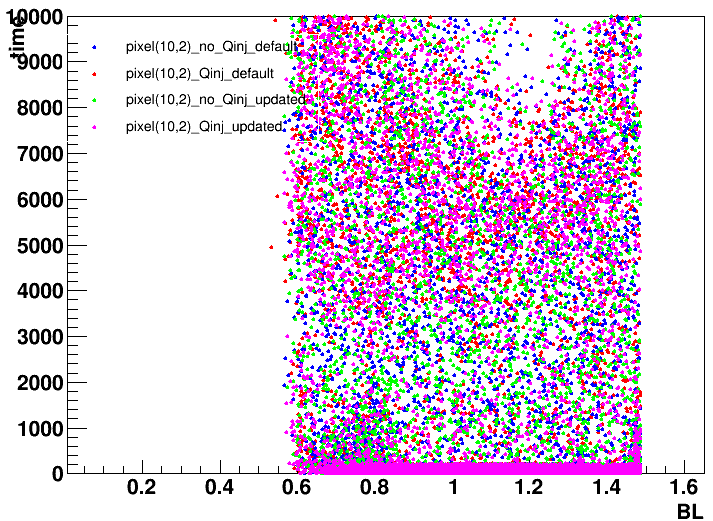 time
10000
9000
8000
7000
6000
5000
4000
3000
2000
1000
0
pixel(10,2)_no_Qinj_default
pixel(10,2)_Qinj_default
pixel(10,2)_no_Qinj_updated
pixel(10,2)_Qinj_updated
0.2 0.4 0.6 0.8 1 1.2 1.4 1.6
BL